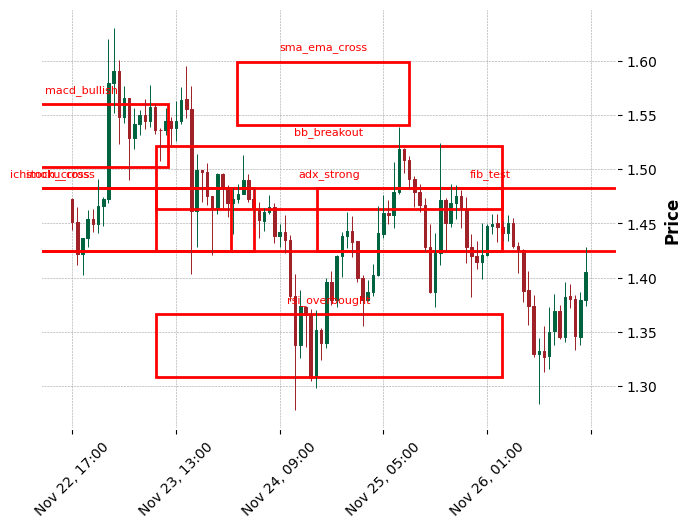 sma_ema_cross
macd_bullish
bb_breakout
adx_strong
fib_test
rsi_overbought
1.60
1.55
1.50
1.45
1.40
1.35
1.30
Price
Nov 22, 17:00
Nov 23, 13:00
Nov 24, 09:00
Nov 25, 05:00
Nov 26, 01:00